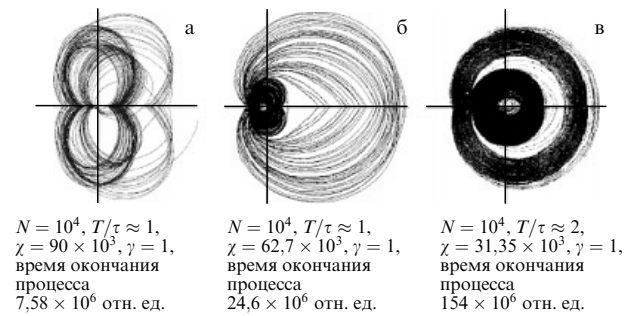 а
б
в
N = 10⁴, T/τ ≈ 1,
χ = 90 × 10³, γ = 1,
время окончания
процесса
7,58 × 10⁶ отн. ед.
N = 10⁴, T/τ ≈ 1,
χ = 62,7 × 10³, γ = 1,
время окончания
процесса
24,6 × 10⁶ отн. ед.
N = 10⁴, T/τ ≈ 2,
χ = 31,35 × 10³, γ = 1,
время окончания
процесса
154 × 10⁶ отн. ед.